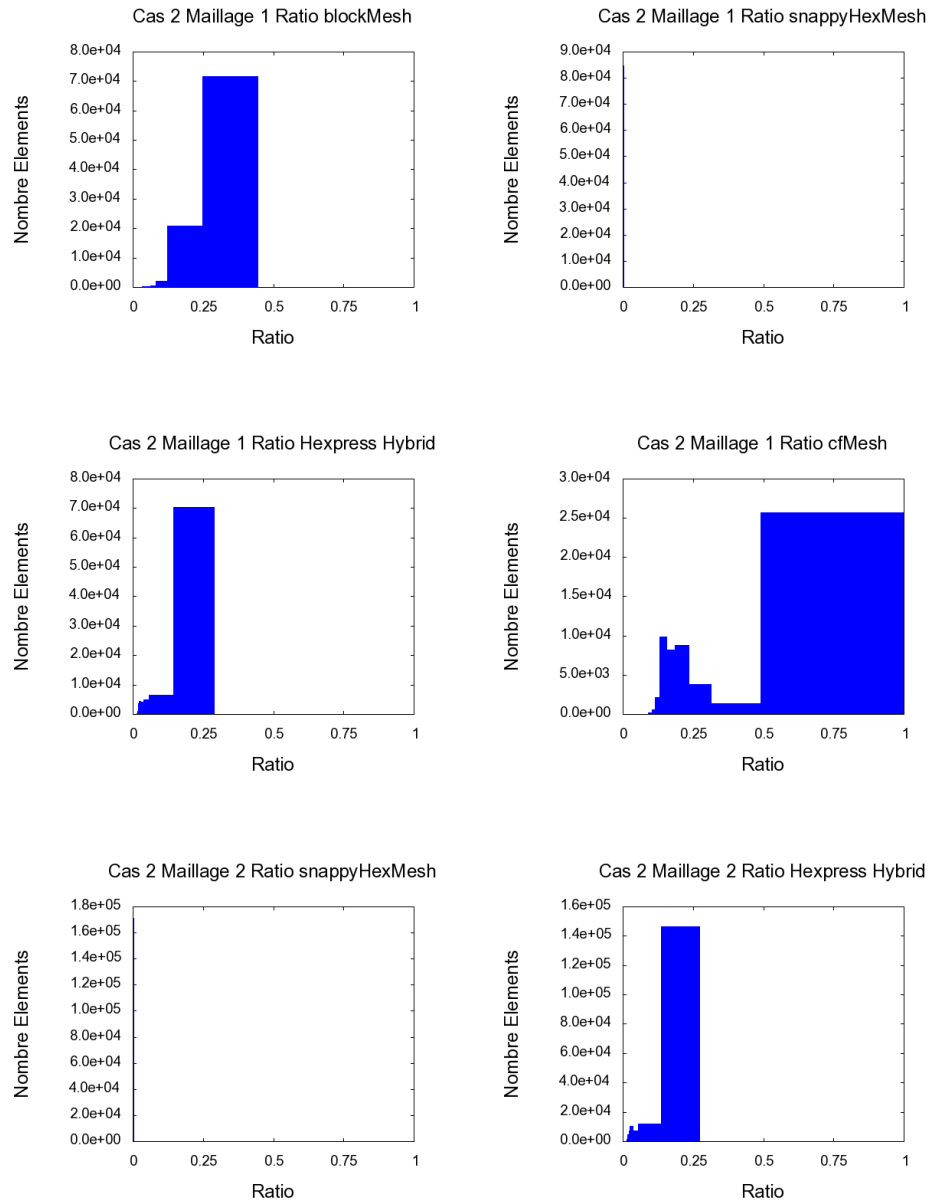 Cas 2 Maillage 1 Ratio blockMesh
8.0e+04
7.0e+04
6.0e+04
5.0e+04
4.0e+04
3.0e+04
2.0e+04
1.0e+04
0.0e+00
Nombre Elements
0 0.25 0.5 0.75 1
Ratio
Cas 2 Maillage 1 Ratio snappyHexMesh
9.0e+04
8.0e+04
7.0e+04
6.0e+04
5.0e+04
4.0e+04
3.0e+04
2.0e+04
1.0e+04
0.0e+00
Nombre Elements
0 0.25 0.5 0.75 1
Ratio
Cas 2 Maillage 1 Ratio Hexpress Hybrid
8.0e+04
7.0e+04
6.0e+04
5.0e+04
4.0e+04
3.0e+04
2.0e+04
1.0e+04
0.0e+00
Nombre Elements
0 0.25 0.5 0.75 1
Ratio
Cas 2 Maillage 1 Ratio cfMesh
3.0e+04
2.5e+04
2.0e+04
1.5e+04
1.0e+04
5.0e+03
0.0e+00
Nombre Elements
0 0.25 0.5 0.75 1
Ratio
Cas 2 Maillage 2 Ratio snappyHexMesh
1.8e+05
1.6e+05
1.4e+05
1.2e+05
1.0e+05
8.0e+04
6.0e+04
4.0e+04
2.0e+04
0.0e+00
Nombre Elements
0 0.25 0.5 0.75 1
Ratio
Cas 2 Maillage 2 Ratio Hexpress Hybrid
1.6e+05
1.4e+05
1.2e+05
1.0e+05
8.0e+04
6.0e+04
4.0e+04
2.0e+04
0.0e+00
Nombre Elements
0 0.25 0.5 0.75 1
Ratio